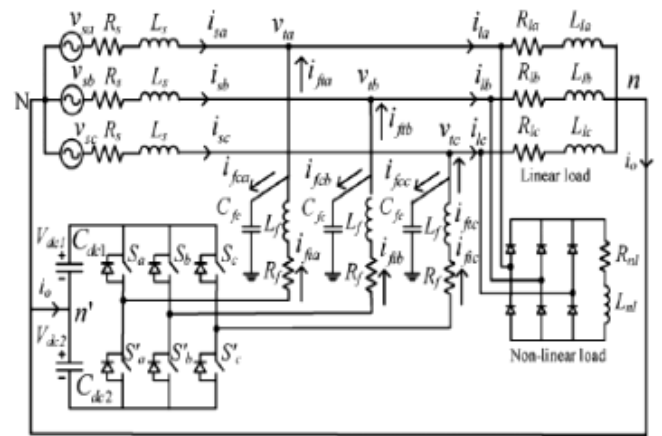 v_sa R_s L_s i_sa v_ta i_la R_la L_la
N v_sb R_s L_s i_sb i_fta v_tb i_lb R_lb L_lb n
v_sc R_s L_s i_sc i_ftb v_tc i_lc R_lc L_lc i_o
Linear load
i_fca i_fcb i_fcc i_ftc
C_fc L_f C_fc L_f C_fc L_f
V_dc1 C_dc1 S_a S_b S_c R_f i_fia R_f i_fib R_f i_fic R_nl
i_o n' L_nl
V_dc2 C_dc2 S'_a S'_b S'_c
Non-linear load